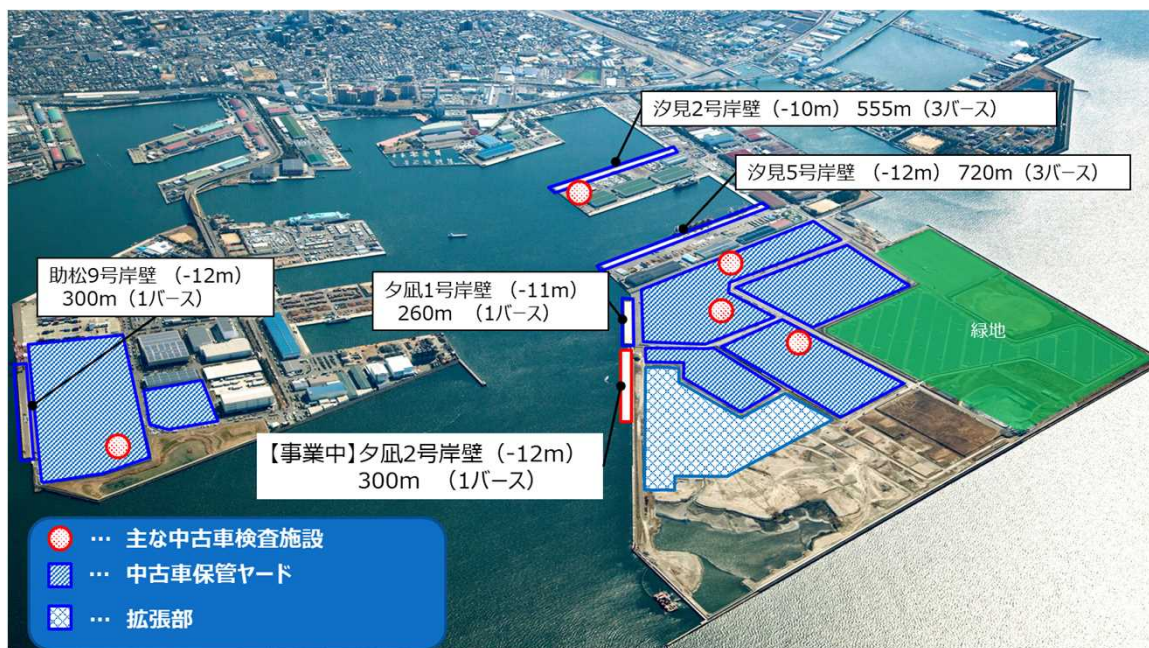 汐見2号岸壁 (-10m) 555m (3バース)
汐見5号岸壁 (-12m) 720m (3バース)
助松9号岸壁 (-12m)
300m (1バース)
夕凪1号岸壁 (-11m)
260m (1バース)
緑地
【事業中】夕凪2号岸壁 (-12m)
300m (1バース)
… 主な中古車検査施設
… 中古車保管ヤード
… 拡張部